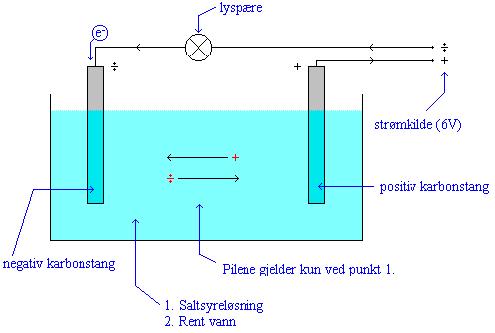 lyspære
e-
÷
÷
+
+
strømkilde (6V)
+
÷
positiv karbonstang
negativ karbonstang
Pilene gjelder kun ved punkt 1.
1. Saltsyreløsning
2. Rent vann